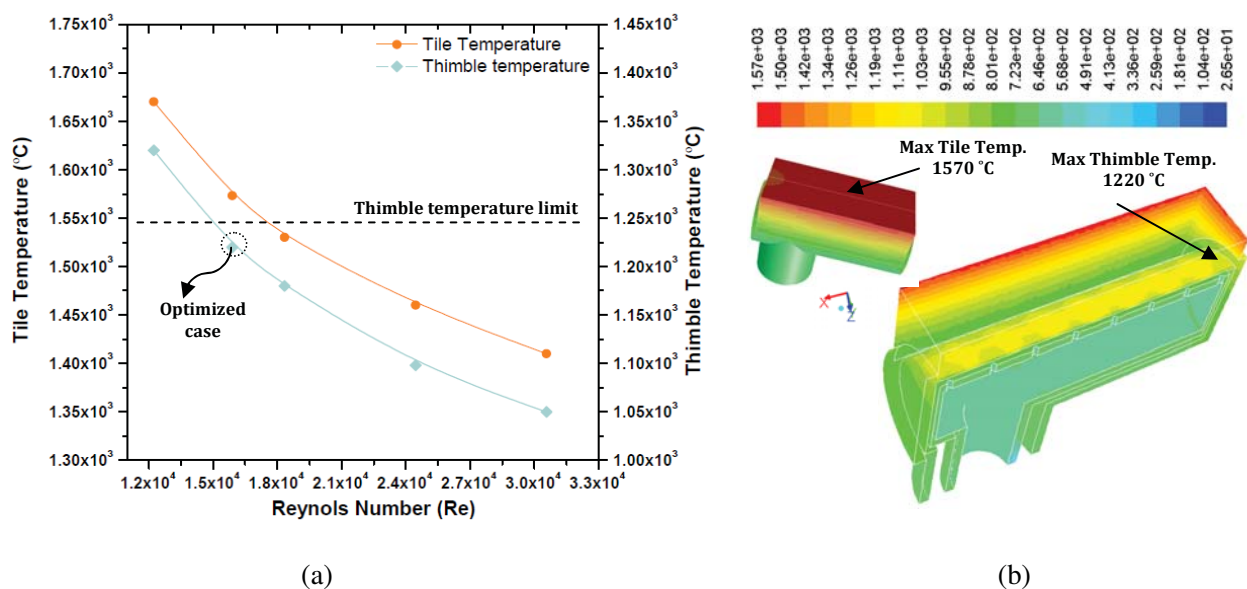 1.75x10³
1.70x10³
1.65x10³
1.60x10³
1.55x10³
1.50x10³
1.45x10³
1.40x10³
1.35x10³
1.30x10³
Tile Temperature (°C)
Tile Temperature
Thimble temperature
Thimble temperature limit
Optimized
case
1.45x10³
1.40x10³
1.35x10³
1.30x10³
1.25x10³
1.20x10³
1.15x10³
1.10x10³
1.05x10³
1.00x10³
Thimble Temperature (°C)
1.2x10⁴ 1.5x10⁴ 1.8x10⁴ 2.1x10⁴ 2.4x10⁴ 2.7x10⁴ 3.0x10⁴ 3.3x10⁴
Reynols Number (Re)
(a)
1.57e+03
1.50e+03
1.42e+03
1.34e+03
1.26e+03
1.19e+03
1.11e+03
1.03e+03
9.55e+02
8.78e+02
8.01e+02
7.23e+02
6.46e+02
5.68e+02
4.91e+02
4.13e+02
3.36e+02
2.59e+02
1.81e+02
1.04e+02
2.65e+01
Max Tile Temp.
1570 °C
Max Thimble Temp.
1220 °C
X
Z
(b)